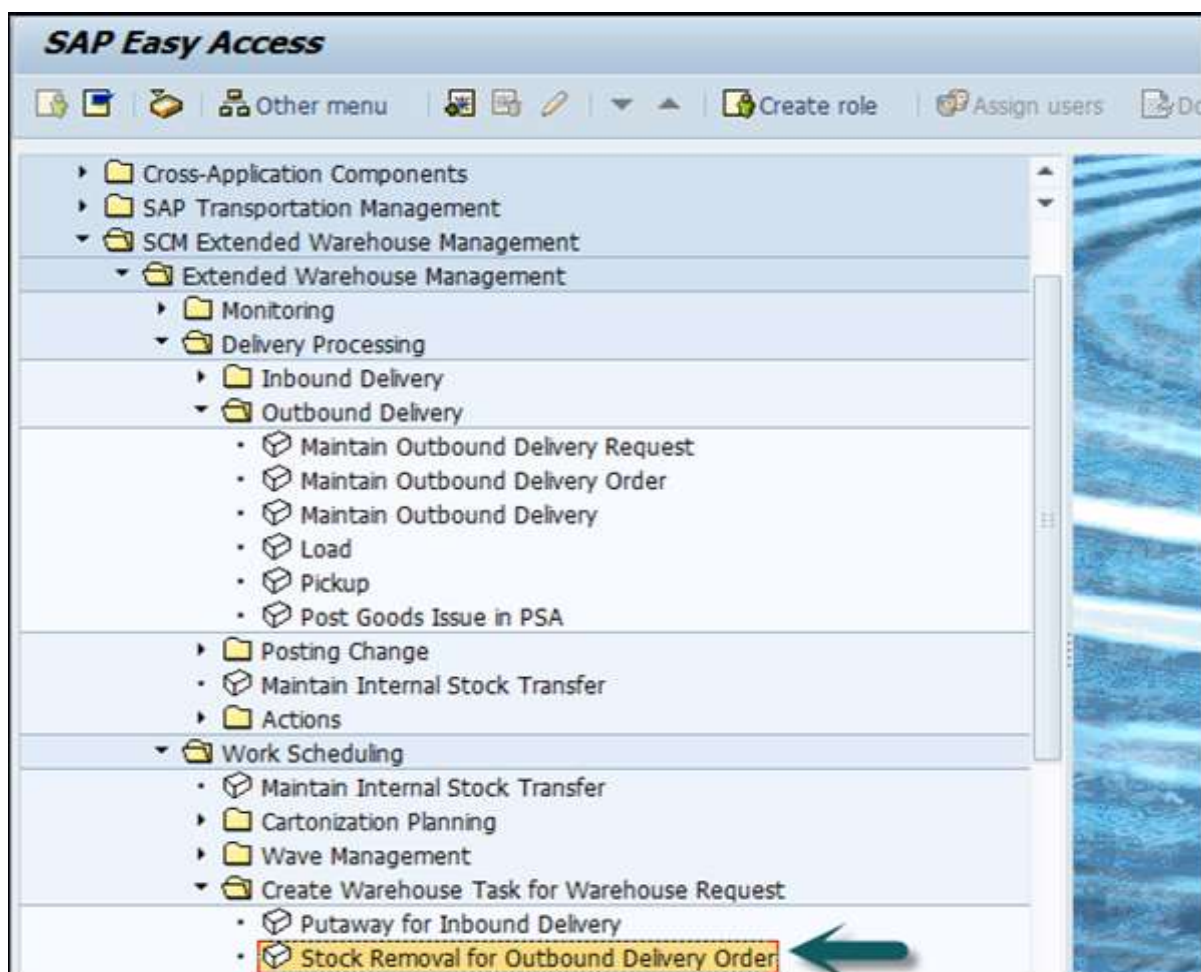 SAP Easy Access
Other menu Create role Assign users
Cross-Application Components
SAP Transportation Management
SCM Extended Warehouse Management
Extended Warehouse Management
Monitoring
Delivery Processing
Inbound Delivery
Outbound Delivery
Maintain Outbound Delivery Request
Maintain Outbound Delivery Order
Maintain Outbound Delivery
Load
Pickup
Post Goods Issue in PSA
Posting Change
Maintain Internal Stock Transfer
Actions
Work Scheduling
Maintain Internal Stock Transfer
Cartonization Planning
Wave Management
Create Warehouse Task for Warehouse Request
Putaway for Inbound Delivery
Stock Removal for Outbound Delivery Order